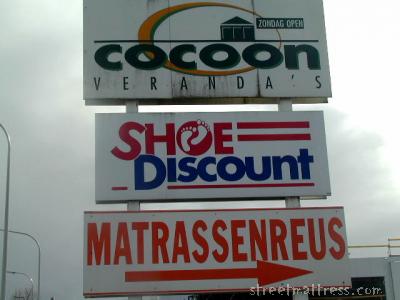 ZONDAG OPEN
COCOON
VERANDA'S
SHOE
DISCOUNT
MATRASSENREUS
streetmattress.com